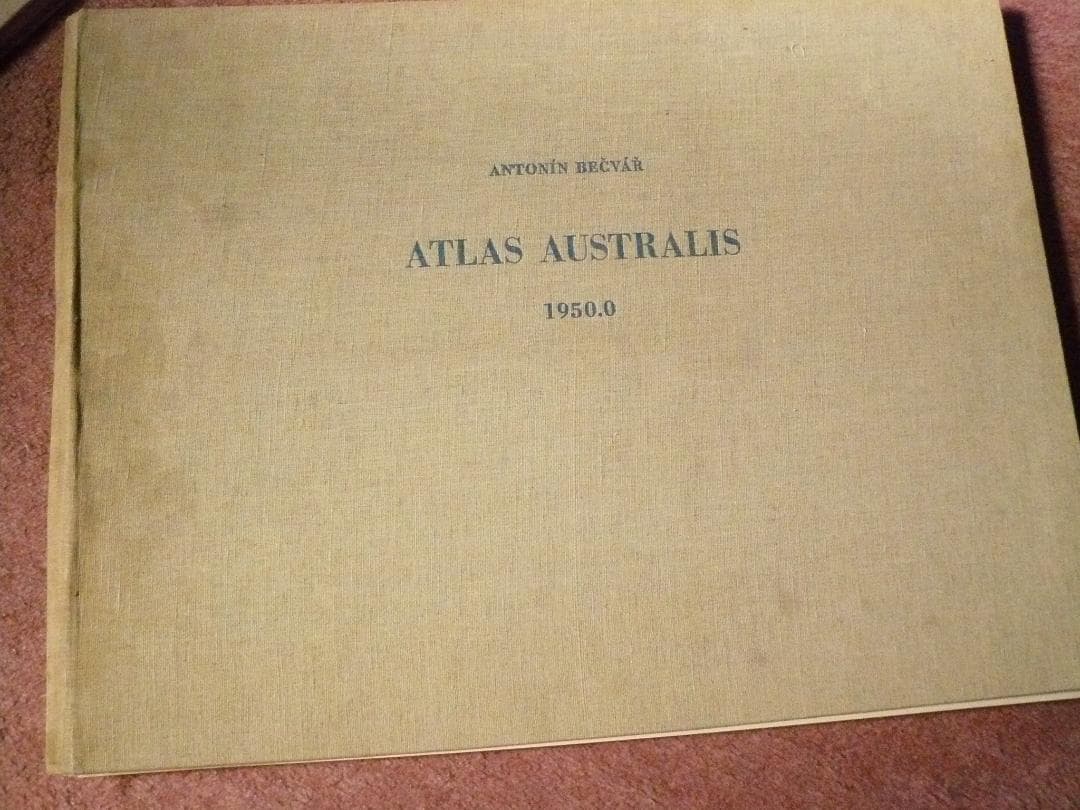 ANTONÍN BEČVÁŘ
ATLAS AUSTRALIS
1950.0